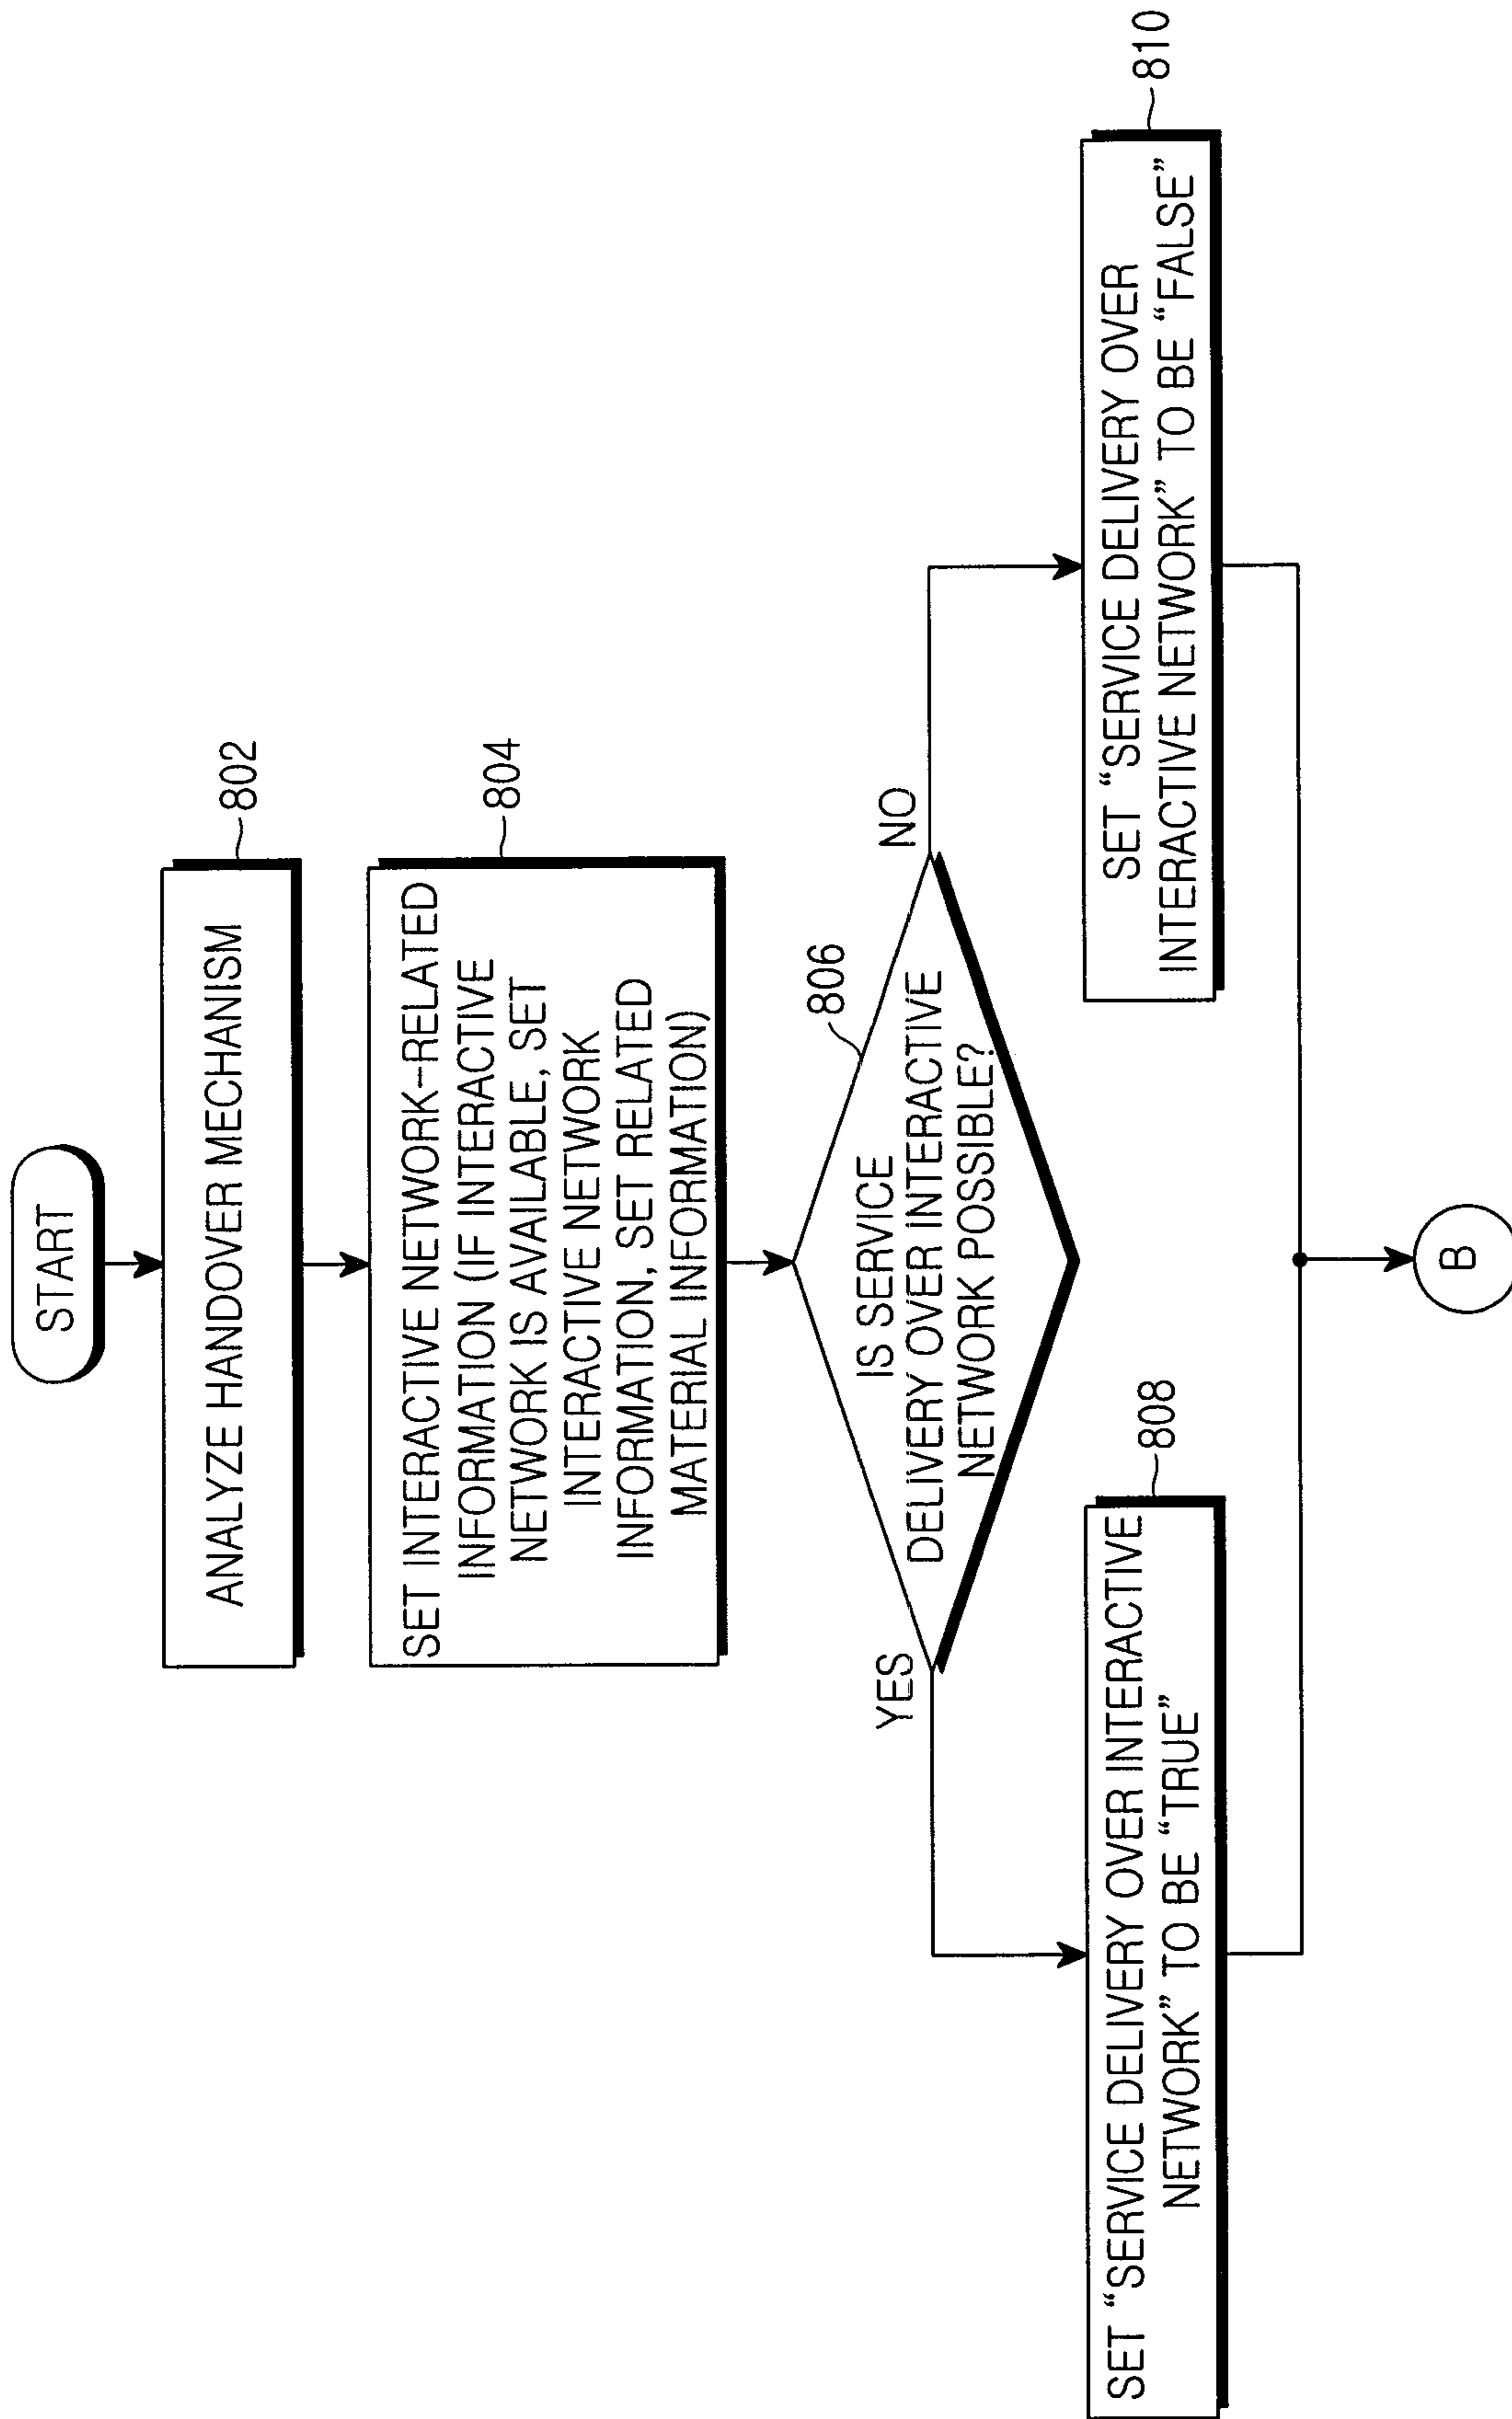 START
ANALYZE HANDOVER MECHANISM
802
SET INTERACTIVE NETWORK-RELATED
INFORMATION (IF INTERACTIVE
NETWORK IS AVAILABLE, SET
INTERACTIVE NETWORK
INFORMATION, SET RELATED
MATERIAL INFORMATION)
804
IS SERVICE
DELIVERY OVER INTERACTIVE
NETWORK POSSIBLE?
806
YES
NO
SET “SERVICE DELIVERY OVER INTERACTIVE
NETWORK” TO BE “TRUE”
808
SET “SERVICE DELIVERY OVER
INTERACTIVE NETWORK” TO BE “FALSE”
810
B